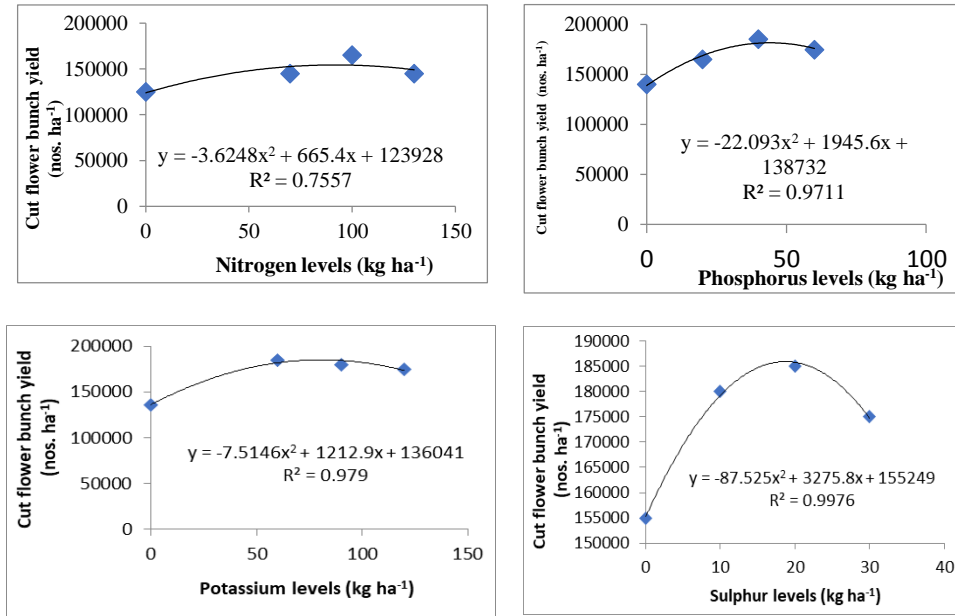 200000
150000
100000
50000
0
Cut flower bunch yield
(nos. ha⁻¹)
y = -3.6248x² + 665.4x + 123928
R² = 0.7557
0 50 100 150
Nitrogen levels (kg ha⁻¹)
200000
150000
100000
50000
0
Cut flower bunch yield (nos. ha⁻¹)
y = -22.093x² + 1945.6x +
138732
R² = 0.9711
0 50 100
Phosphorus levels (kg ha⁻¹)
200000
150000
100000
50000
0
Cut flower bunch yield
(nos. ha⁻¹)
y = -7.5146x² + 1212.9x + 136041
R² = 0.979
0 50 100 150
Potassium levels (kg ha⁻¹)
190000
185000
180000
175000
170000
165000
160000
155000
150000
Cut flower bunch yield
(nos. ha⁻¹)
y = -87.525x² + 3275.8x + 155249
R² = 0.9976
0 10 20 30 40
Sulphur levels (kg ha⁻¹)